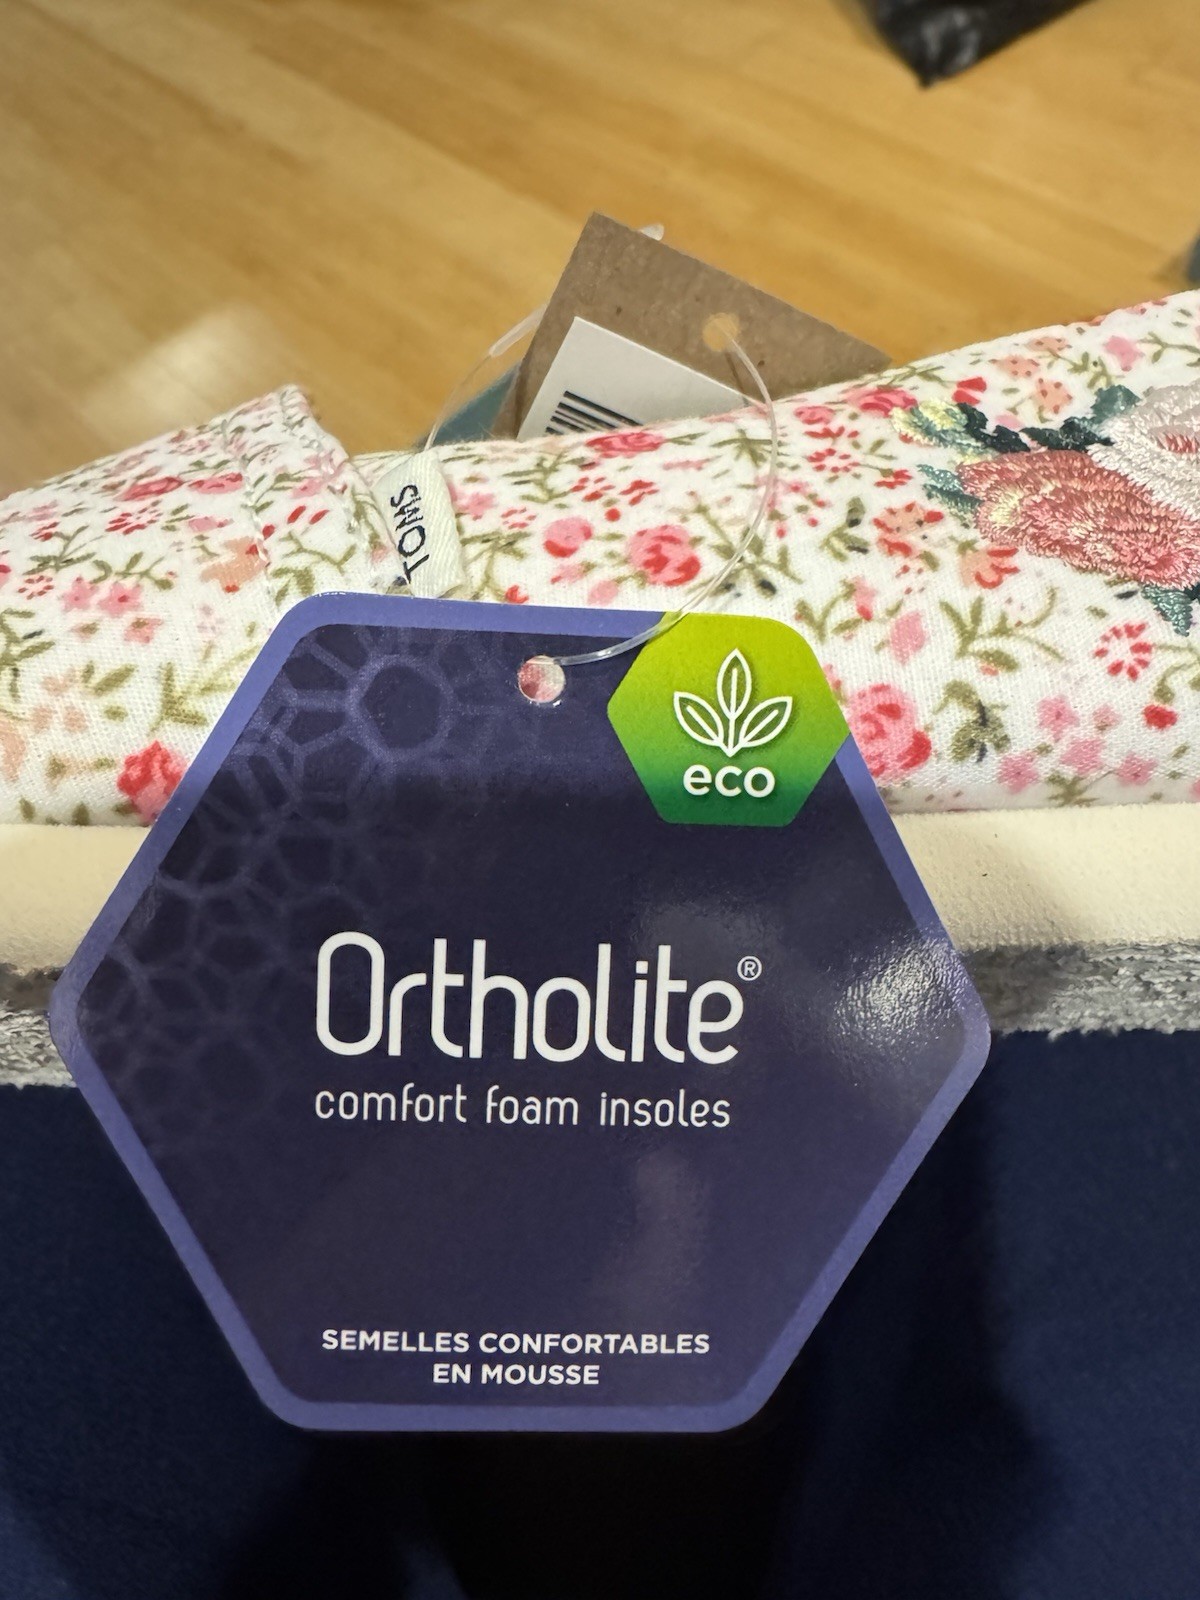 TOMS
eco
Ortholite®
comfort foam insoles
SEMELLES CONFORTABLES
EN MOUSSE